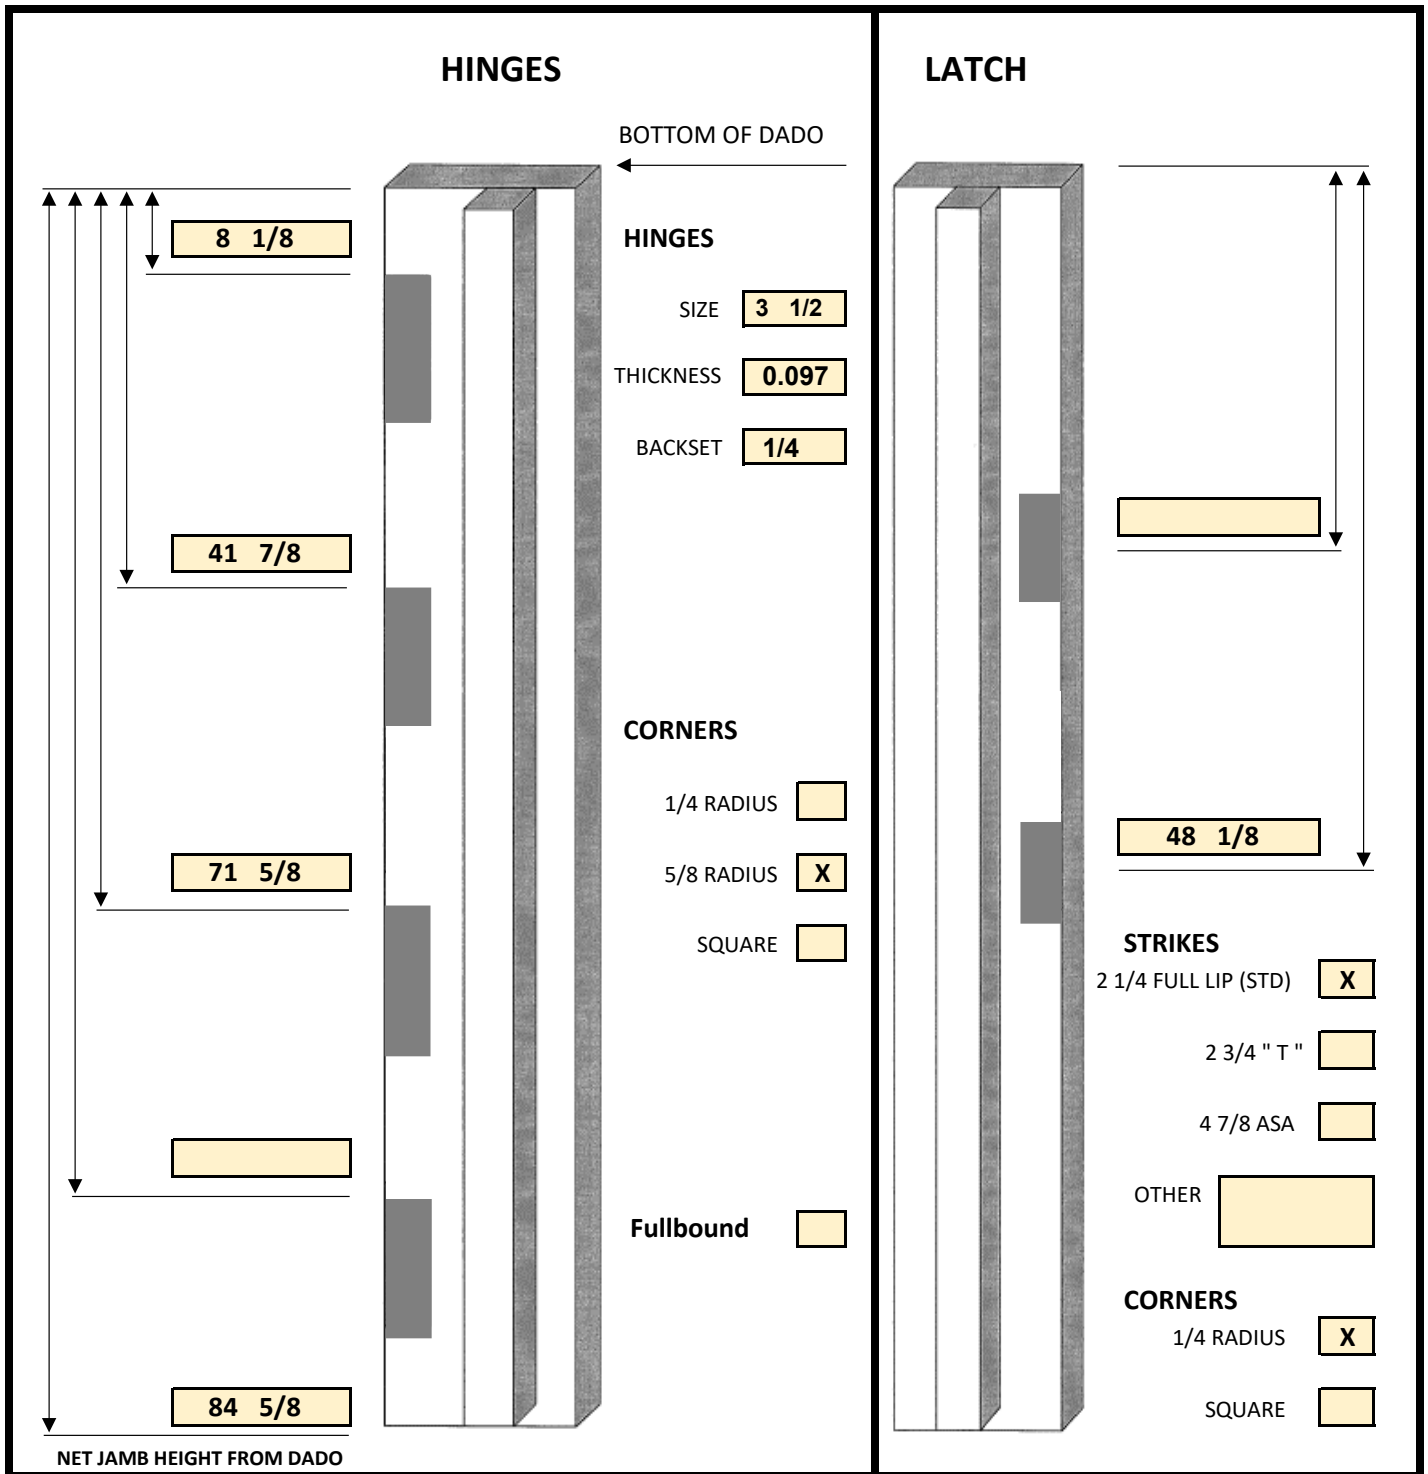 HINGES
BOTTOM OF DADO
8 1/8
HINGES
SIZE 3 1/2
THICKNESS 0.097
BACKSET 1/4
41 7/8
CORNERS
1/4 RADIUS
71 5/8
5/8 RADIUS X
SQUARE
Fullbound
84 5/8
NET JAMB HEIGHT FROM DADO
LATCH
48 1/8
STRIKES
2 1/4 FULL LIP (STD) X
2 3/4 " T "
4 7/8 ASA
OTHER
CORNERS
1/4 RADIUS X
SQUARE